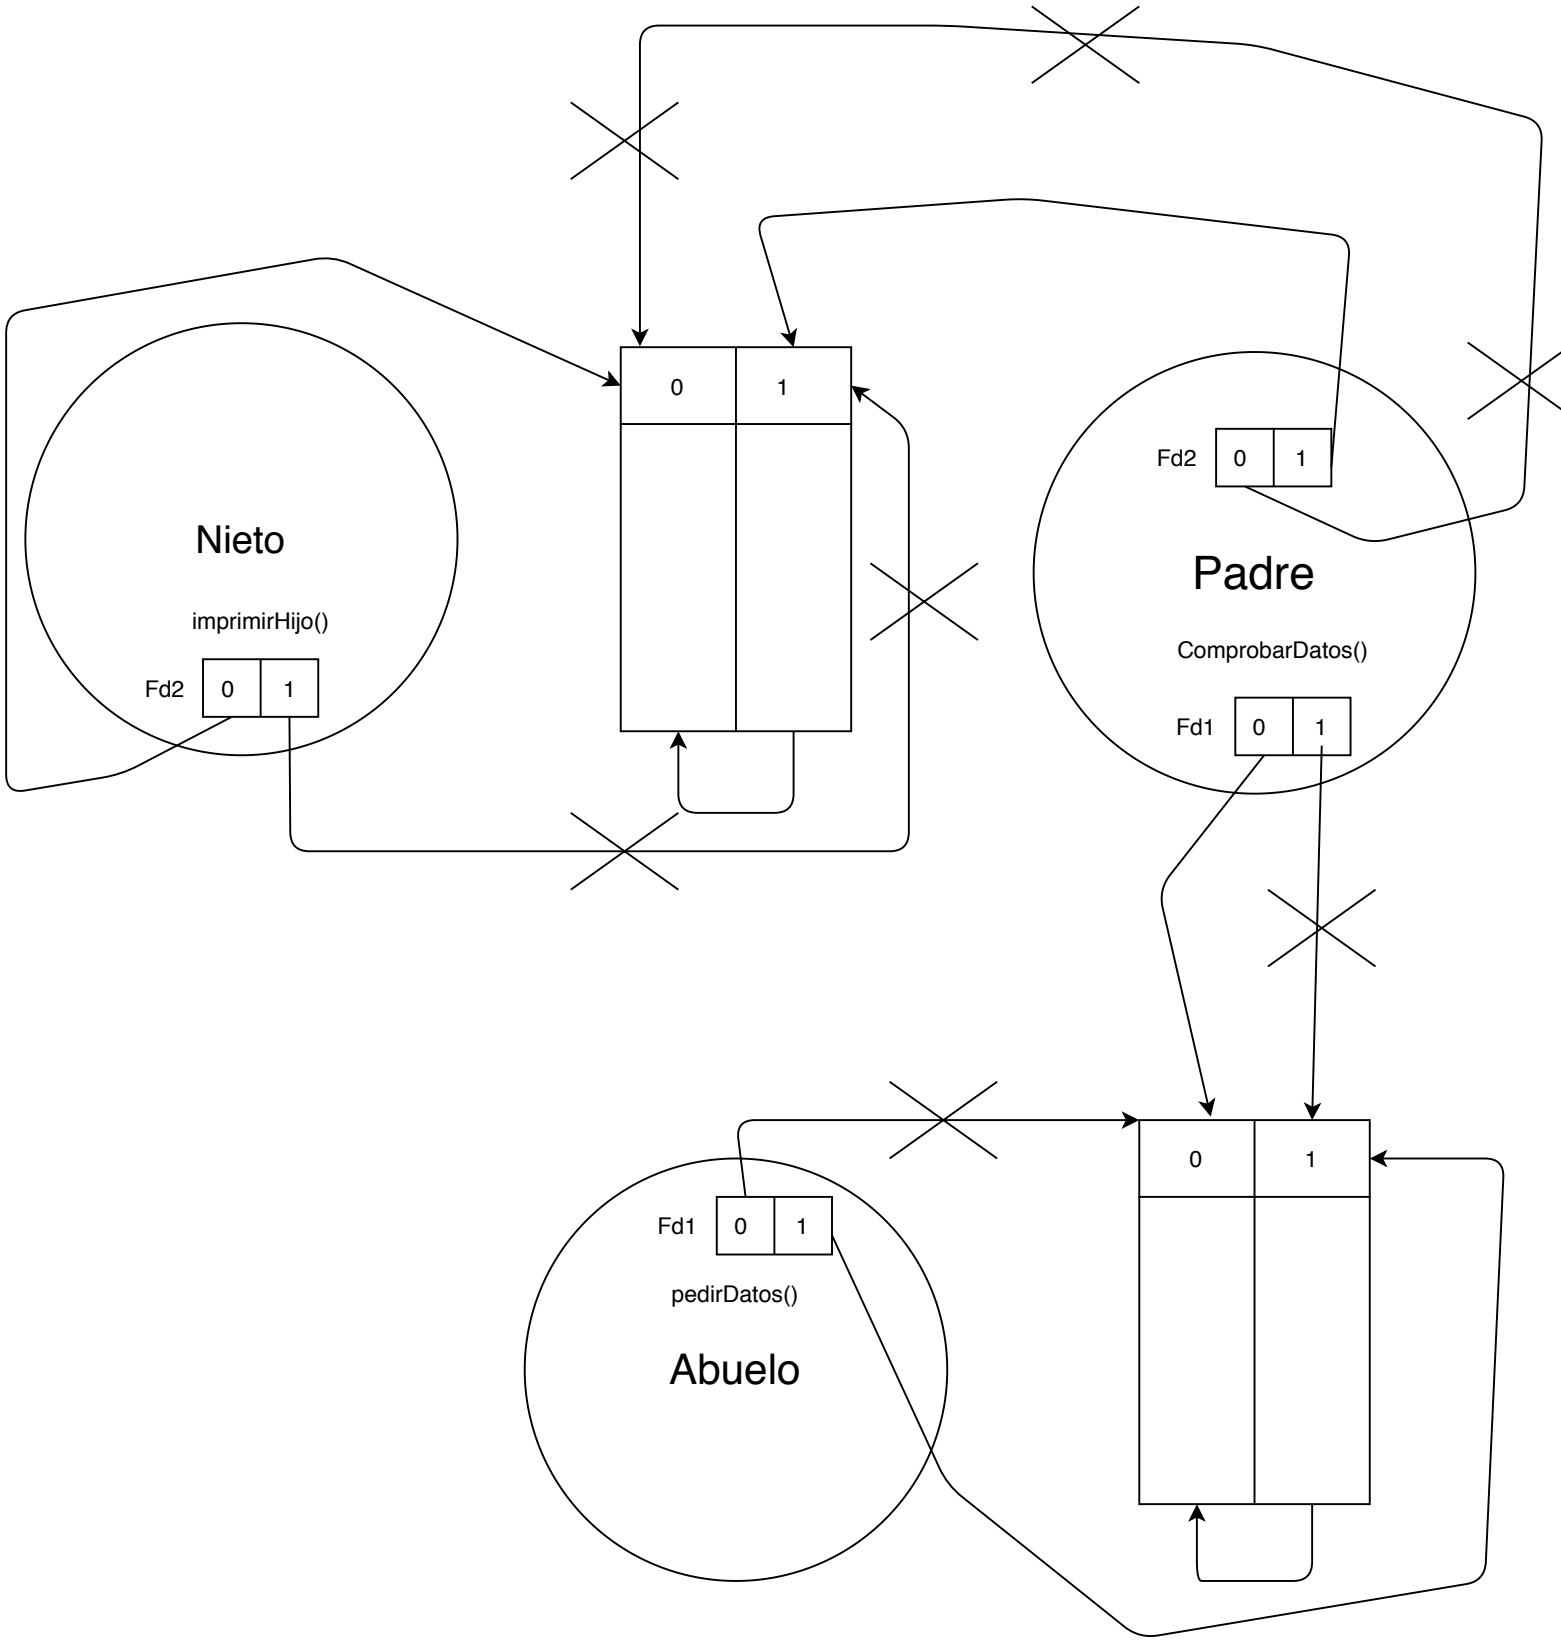 0 1
Fd2 0 1
Nieto
Padre
imprimirHijo()
ComprobarDatos()
Fd2 0 1
Fd1 0 1
0 1
Fd1 0 1
pedirDatos()
Abuelo